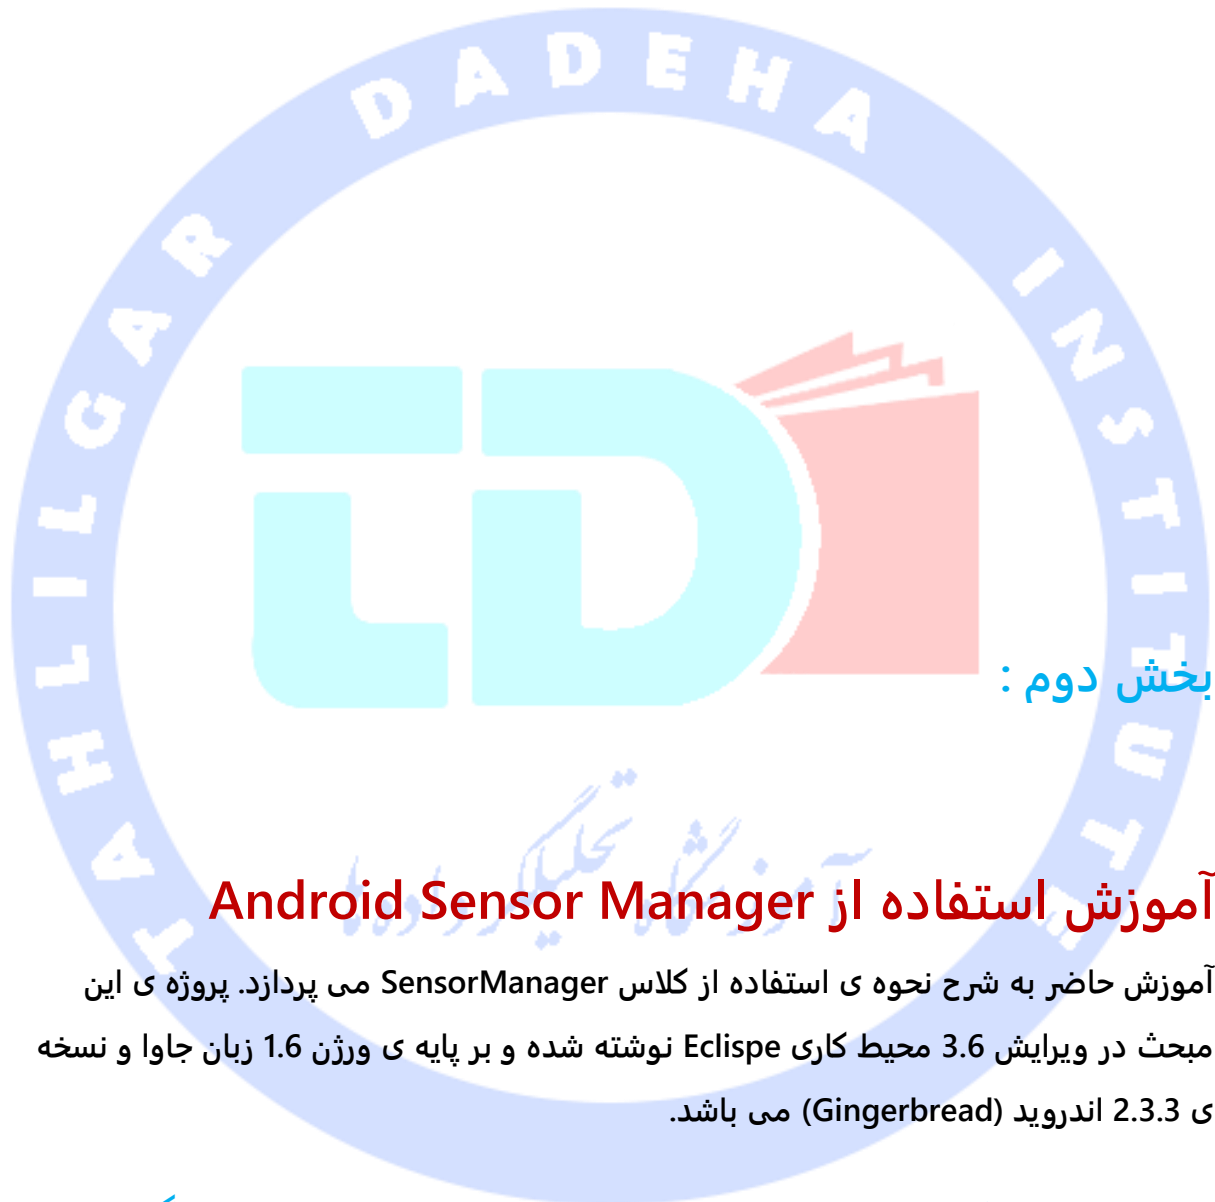 TAHLILGAR DADEHA INSTITUTE
بخش دوم :
آموزشگاه تحلیلگر داده ها
آموزش استفاده از Android Sensor Manager
آموزش حاضر به شرح نحوه ی استفاده از کلاس SensorManager می پردازد. پروژه ی این
مبحث در ویرایش 3.6 محیط کاری Eclispe نوشته شده و بر پایه ی ورژن 1.6 زبان جاوا و نسخه
ی 2.3.3 اندروید (Gingerbread) می باشد.